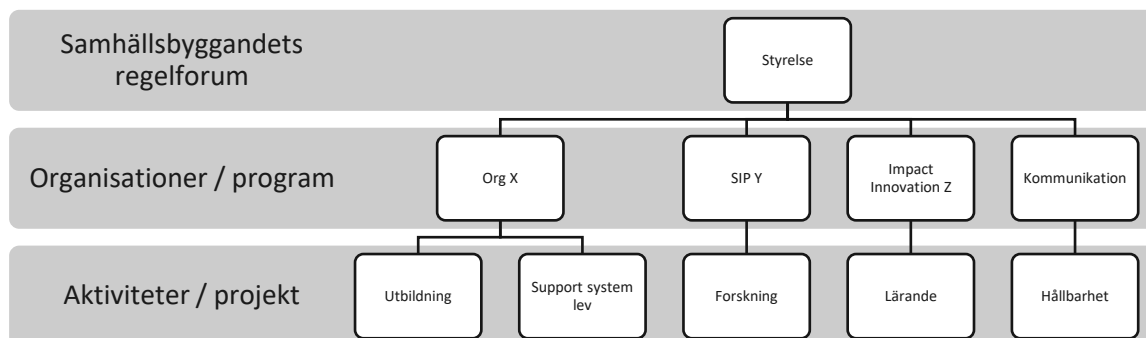 Samhällsbyggandets
regelforum
Styrelse
Organisationer / program
Org X
SIP Y
Impact
Innovation Z
Kommunikation
Aktiviteter / projekt
Utbildning
Support system
lev
Forskning
Lärande
Hållbarhet